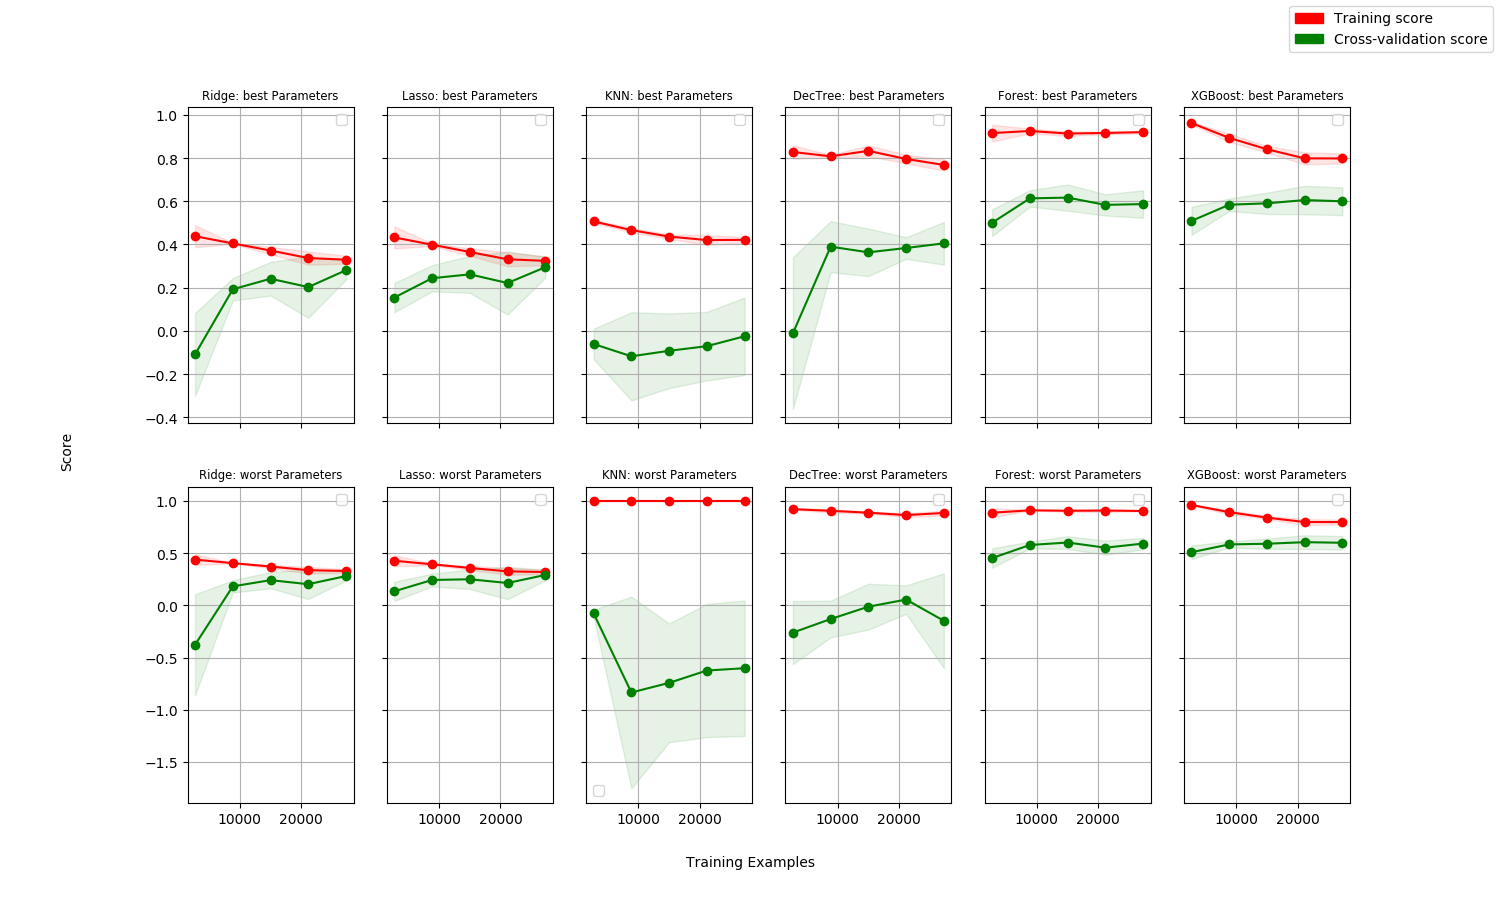 Training score
Cross-validation score
Ridge: best Parameters
Lasso: best Parameters
KNN: best Parameters
DecTree: best Parameters
Forest: best Parameters
XGBoost: best Parameters
1.0
0.8
0.6
0.4
0.2
0.0
−0.2
−0.4
Score
Ridge: worst Parameters
Lasso: worst Parameters
KNN: worst Parameters
DecTree: worst Parameters
Forest: worst Parameters
XGBoost: worst Parameters
1.0
0.5
0.0
−0.5
−1.0
−1.5
10000 20000
10000 20000
10000 20000
10000 20000
10000 20000
10000 20000
Training Examples